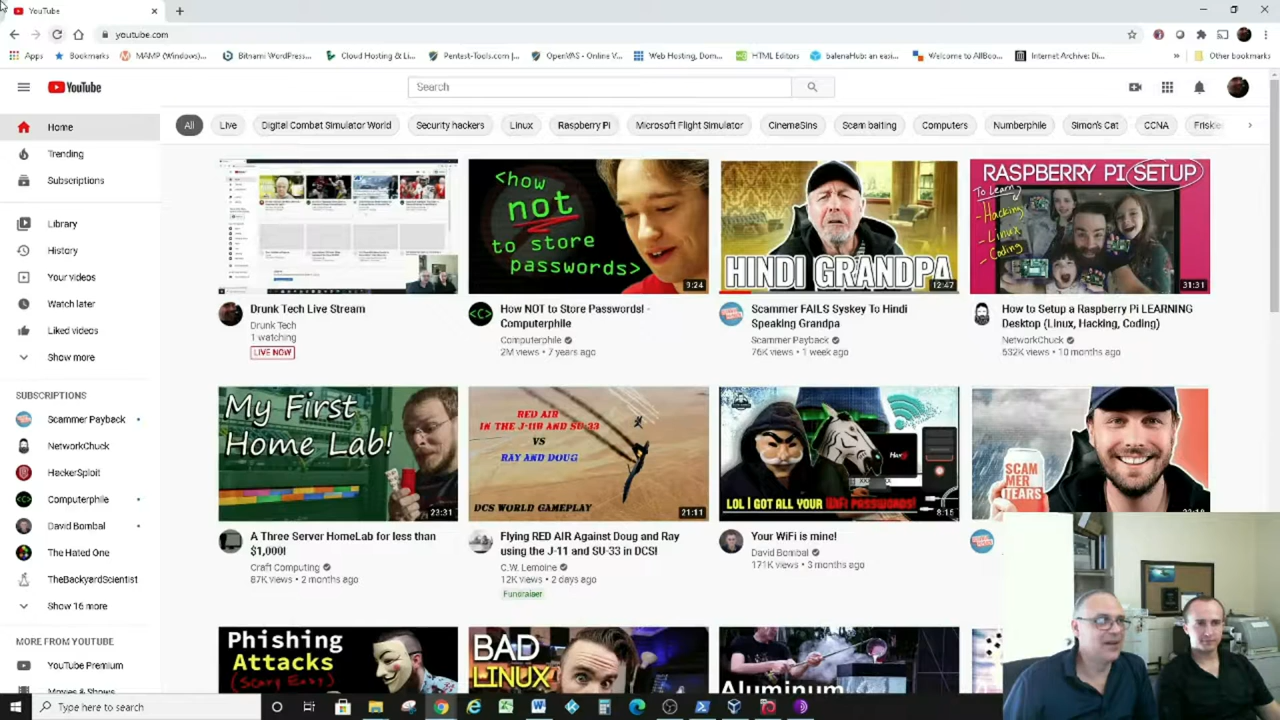 YouTube
youtube.com
Apps
Bookmarks
MAMP (Windows)...
Bitnami WordPress...
Cloud Hosting & Li...
Pentest-Tools.com...
OpenVAS - Online V...
Web Hosting, Dom...
HTML Editors
balenaHub: an easi...
Welcome to AllBoo...
Internet Archive: Di...
»
Other bookmarks
YouTube
Search
Home
Trending
Subscriptions
Library
History
Your videos
Watch later
Liked videos
Show more
SUBSCRIPTIONS
Scammer Payback
NetworkChuck
HackerSploit
Computerphile
David Bombal
The Hated One
TheBackyardScientist
Show 16 more
MORE FROM YOUTUBE
YouTube Premium
Movies & Shows
All
Live
Digital Combat Simulator World
Security hackers
Linux
Raspberry Pi
Microsoft Flight Simulator
CinemaSins
Scam baiting
Computers
Numberphile
Simon's Cat
CCNA
Friskies
Drunk Tech Live Stream
Drunk Tech
1 watching
LIVE NOW
<how
not
to store
passwords>
9:24
How NOT to Store Passwords! -
Computerphile
Computerphile
2M views • 7 years ago
HINDI GRANDPA
12:47
Scammer FAILS Syskey To Hindi
Speaking Grandpa
Scammer Payback
76K views • 1 week ago
RASPBERRY PI SETUP
To Learn
-Hacking
-Linux
-Coding
31:31
How to Setup a Raspberry Pi LEARNING
Desktop (Linux, Hacking, Coding)
NetworkChuck
532K views • 10 months ago
My First
Home Lab!
23:31
A Three Server HomeLab for less than
$1,000!
Craft Computing
87K views • 2 months ago
RED AIR
IN THE J-11B AND SU-33
VS
RAY AND DOUG
DCS WORLD GAMEPLAY
21:11
Flying RED AIR Against Doug and Ray
using the J-11 and SU-33 in DCS!
C.W. Lemoine
12K views • 2 days ago
Fundraiser
LOL I GOT ALL YOUR WIFI PASSWORDS!
8:16
Your WiFi is mine!
David Bombal
171K views • 3 months ago
SCAM
MER
TEARS
Phishing
Attacks
(Scary Easy)
BAD
LINUX
Aluminum
Type here to search